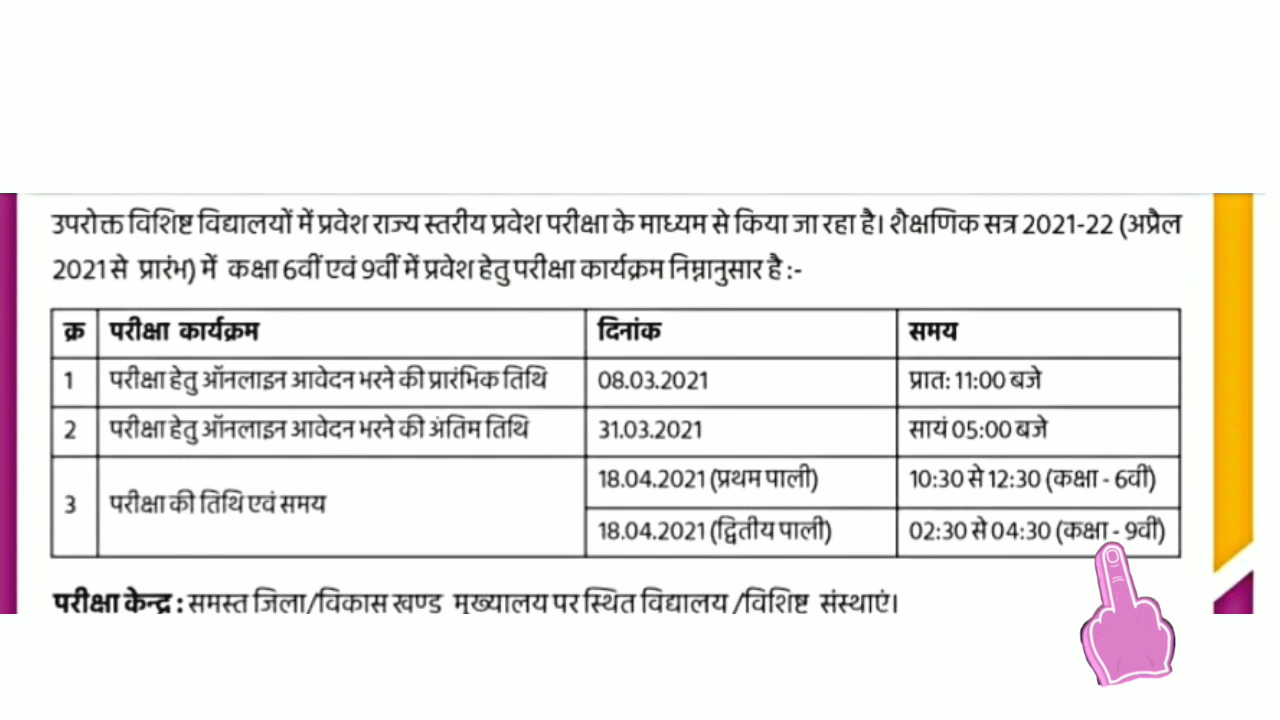 उपरोक्त विशिष्ट विद्यालयों में प्रवेश राज्य स्तरीय प्रवेश परीक्षा के माध्यम से किया जा रहा है। शैक्षणिक सत्र 2021-22 (अप्रैल
2021 से प्रारंभ) में कक्षा 6वीं एवं 9वीं में प्रवेश हेतु परीक्षा कार्यक्रम निम्नानुसार है :-
क्र परीक्षा कार्यक्रम दिनांक समय
1 परीक्षा हेतु ऑनलाइन आवेदन भरने की प्रारंभिक तिथि 08.03.2021 प्रात: 11:00 बजे
2 परीक्षा हेतु ऑनलाइन आवेदन भरने की अंतिम तिथि 31.03.2021 सायं 05:00 बजे
3 परीक्षा की तिथि एवं समय 18.04.2021 (प्रथम पाली) 10:30 से 12:30 (कक्षा - 6वीं)
18.04.2021 (द्वितीय पाली) 02:30 से 04:30 (कक्षा - 9वीं)
परीक्षा केन्द्र : समस्त जिला/विकास खण्ड मुख्यालय पर स्थित विद्यालय /विशिष्ट संस्थाएं।